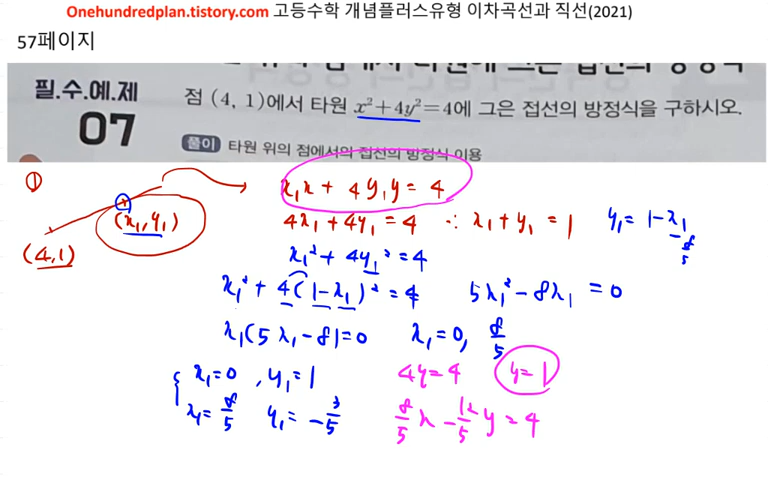 Onehundredplan.tistory.com 고등수학 개념플러스유형 이차곡선과 직선(2021)
57페이지
필.수.예.제
07
점 (4, 1)에서 타원 x²+4y²=4에 그은 접선의 방정식을 구하시오.
풀이 타원 위의 점에서의 접선의 방정식 이용
①
(x₁, y₁)
(4,1)
x₁x + 4y₁y = 4
4x₁ + 4y₁ = 4 ∴ x₁ + y₁ = 1 y₁ = 1-x₁
8/5
x₁² + 4y₁² = 4
x₁² + 4(1-x₁)² = 4 5x₁² - 8x₁ = 0
x₁(5x₁-8)=0 x₁=0, 8/5
x₁=0, y₁=1 4y=4 y=1
x₁=8/5 y₁=-3/5 8/5x - 12/5y = 4